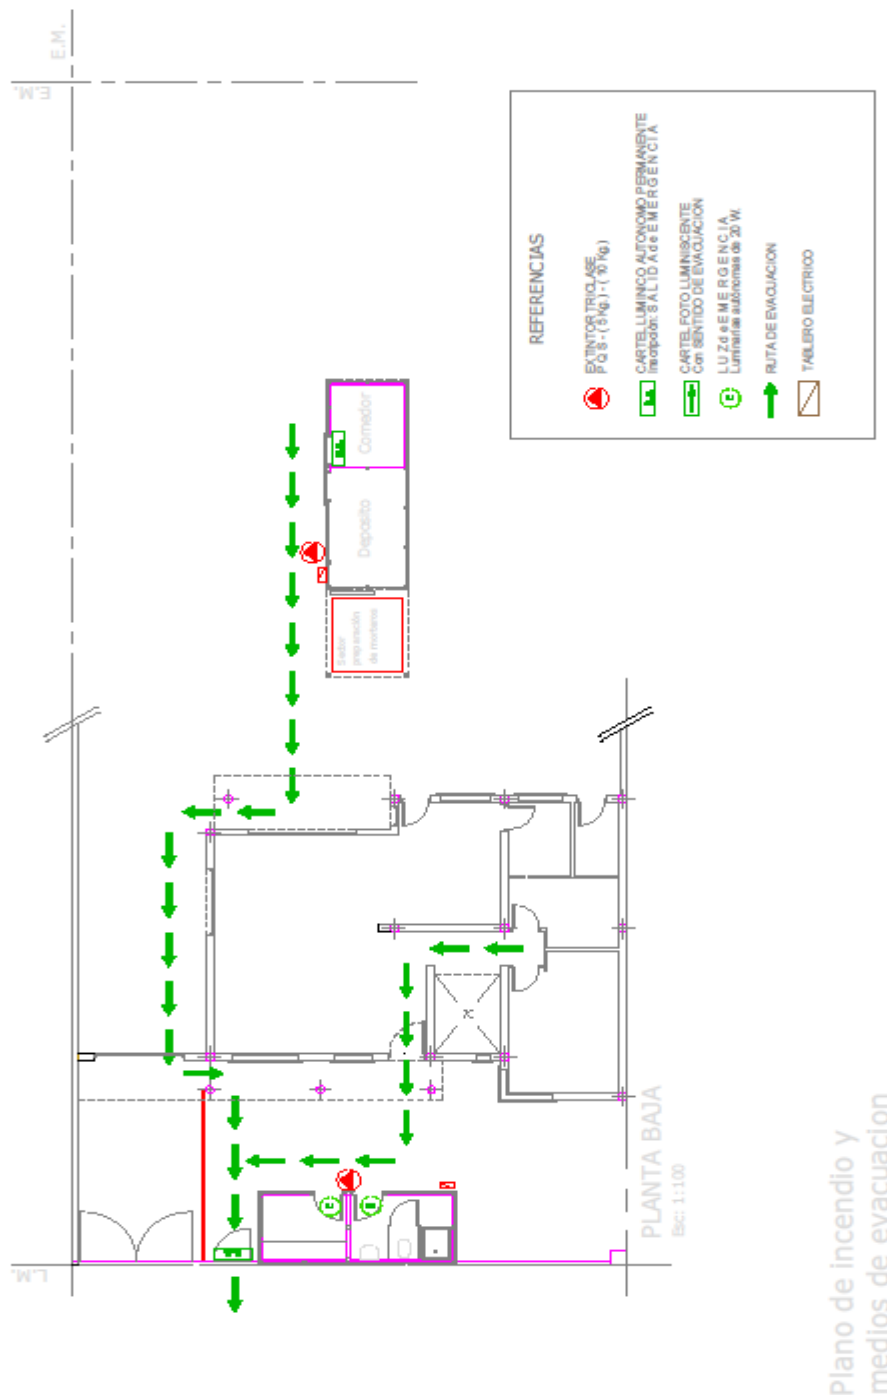 E.M.
E.M.
REFERENCIAS
EXTINTOR TRICLASE
P Q S - ( 5 Kg.) - ( 10 Kg.)
CARTEL LUMINICO AUTONOMO PERMANENTE
Inscripción: S A L I D A de E M E R G E N C I A
CARTEL FOTO LUMINISCENTE
Con SENTIDO DE EVACUACION
L U Z de E M E R G E N C I A
Luminarias autónomas de 20 W.
RUTA DE EVACUACION
TABLERO ELECTRICO
Comedor
Deposito
Sector
preparación
de morteros
PLANTA BAJA
Esc: 1:100
L.M.
Plano de incendio y
medios de evacuacion